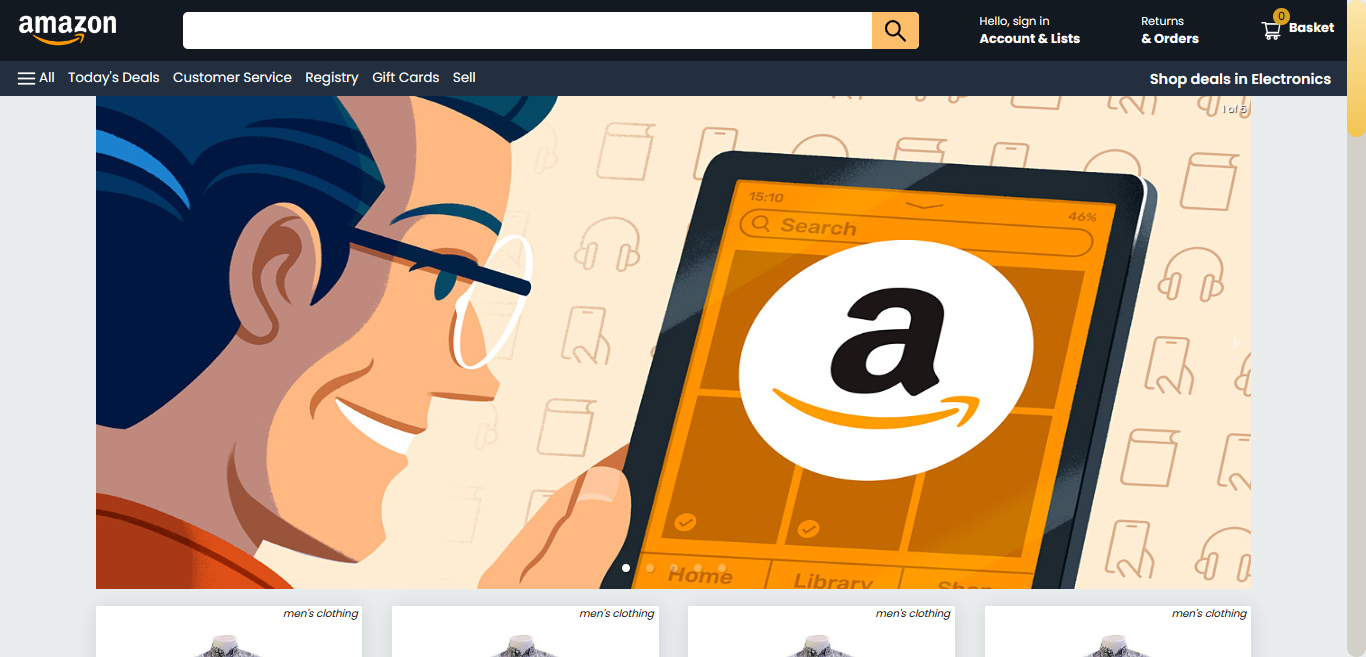 amazon
Hello, sign in
Account & Lists
Returns
& Orders
0
Basket
All Today's Deals Customer Service Registry Gift Cards Sell
Shop deals in Electronics
1 of 5
15:10
46%
Search
a
Home Library Shop
men's clothing
men's clothing
men's clothing
men's clothing